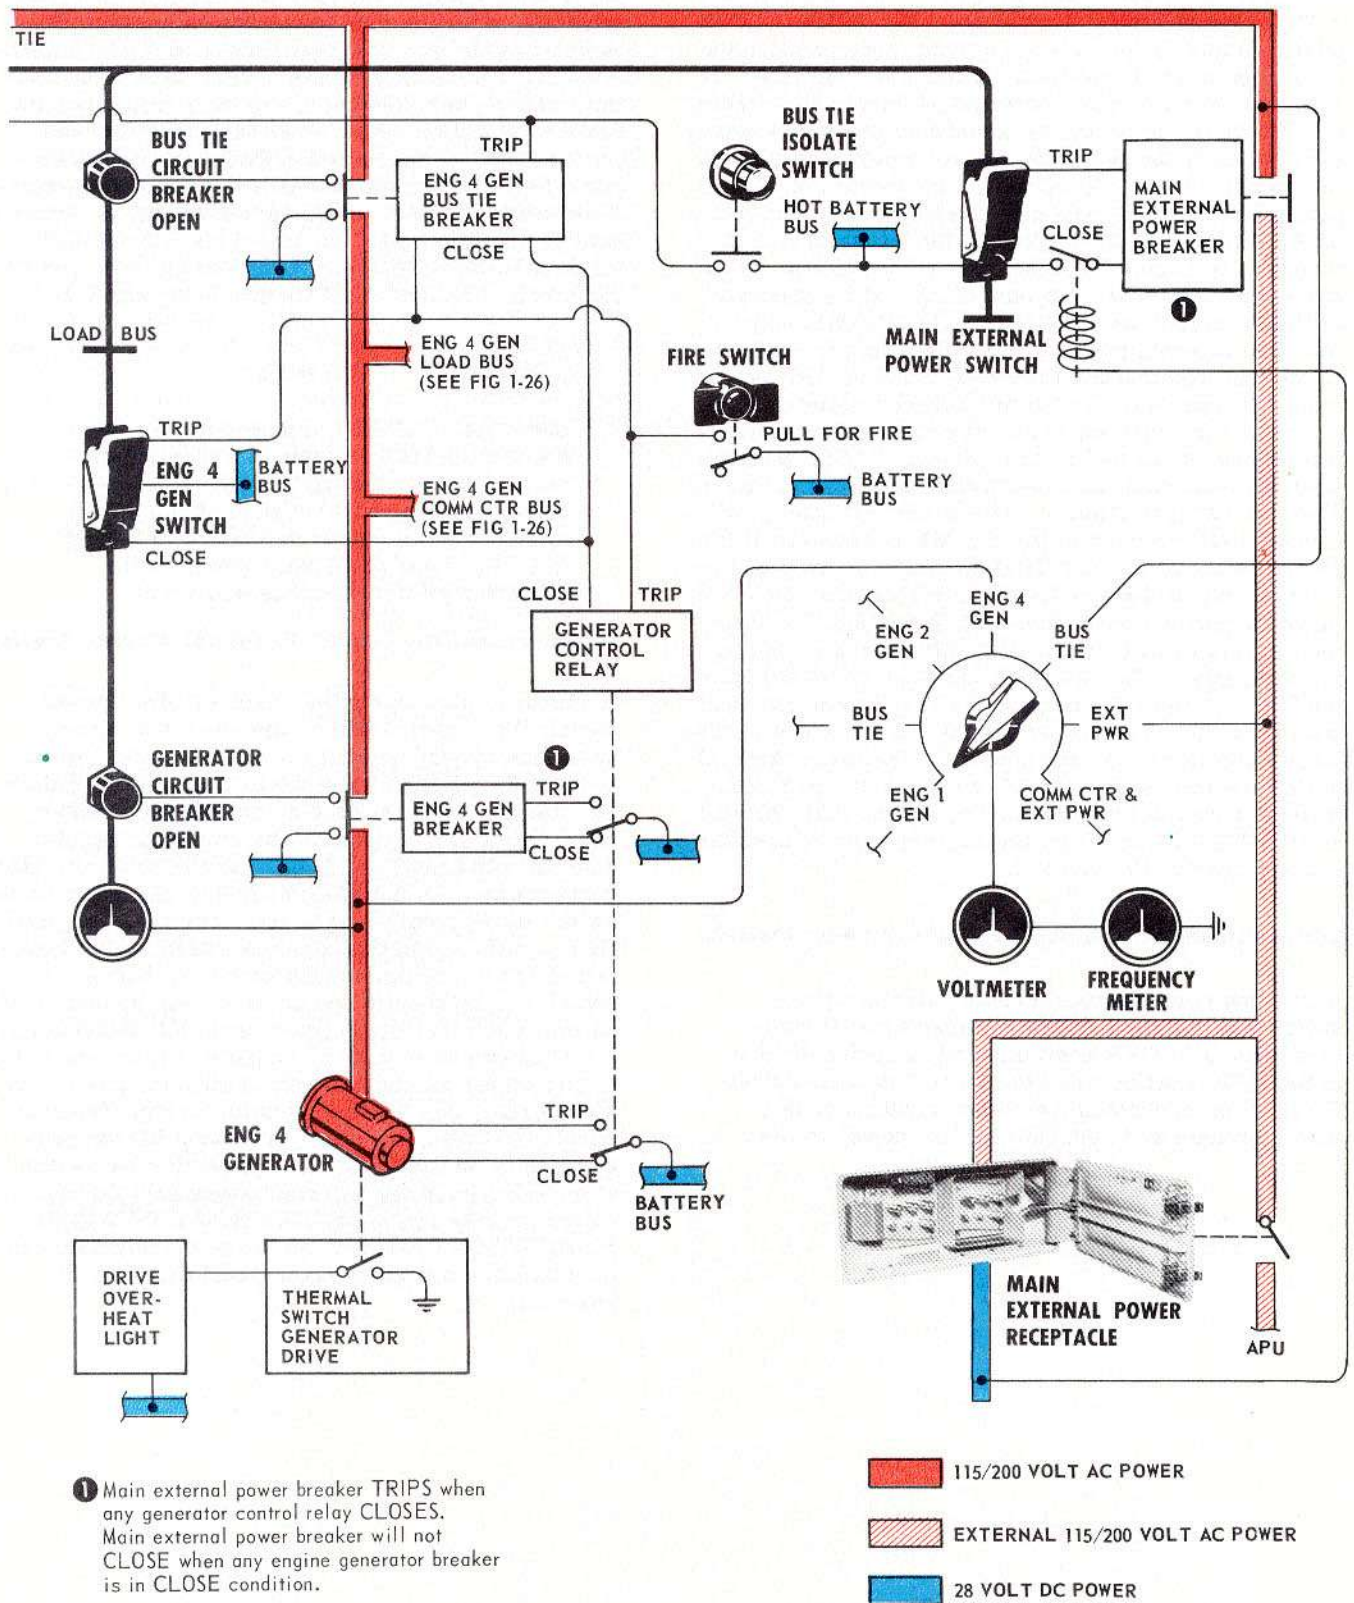 TIE
BUS TIE
CIRCUIT
BREAKER
OPEN
TRIP
ENG 4 GEN
BUS TIE
BREAKER
CLOSE
BUS TIE
ISOLATE
SWITCH
HOT BATTERY
BUS
TRIP
CLOSE
MAIN
EXTERNAL
POWER
BREAKER
1
MAIN EXTERNAL
POWER SWITCH
LOAD BUS
ENG 4 GEN
LOAD BUS
(SEE FIG 1-26)
FIRE SWITCH
PULL FOR FIRE
BATTERY
BUS
TRIP
ENG 4
GEN
SWITCH
BATTERY
BUS
CLOSE
ENG 4 GEN
COMM CTR BUS
(SEE FIG 1-26)
CLOSE
TRIP
GENERATOR
CONTROL
RELAY
ENG 4
GEN
ENG 2
GEN
BUS
TIE
BUS
TIE
EXT
PWR
ENG 1
GEN
COMM CTR &
EXT PWR
GENERATOR
CIRCUIT
BREAKER
OPEN
1
TRIP
ENG 4 GEN
BREAKER
CLOSE
VOLTMETER
FREQUENCY
METER
ENG 4
GENERATOR
TRIP
CLOSE
BATTERY
BUS
DRIVE
OVER-
HEAT
LIGHT
THERMAL
SWITCH
GENERATOR
DRIVE
MAIN
EXTERNAL POWER
RECEPTACLE
APU
1 Main external power breaker TRIPS when
any generator control relay CLOSES.
Main external power breaker will not
CLOSE when any engine generator breaker
is in CLOSE condition.
115/200 VOLT AC POWER
EXTERNAL 115/200 VOLT AC POWER
28 VOLT DC POWER